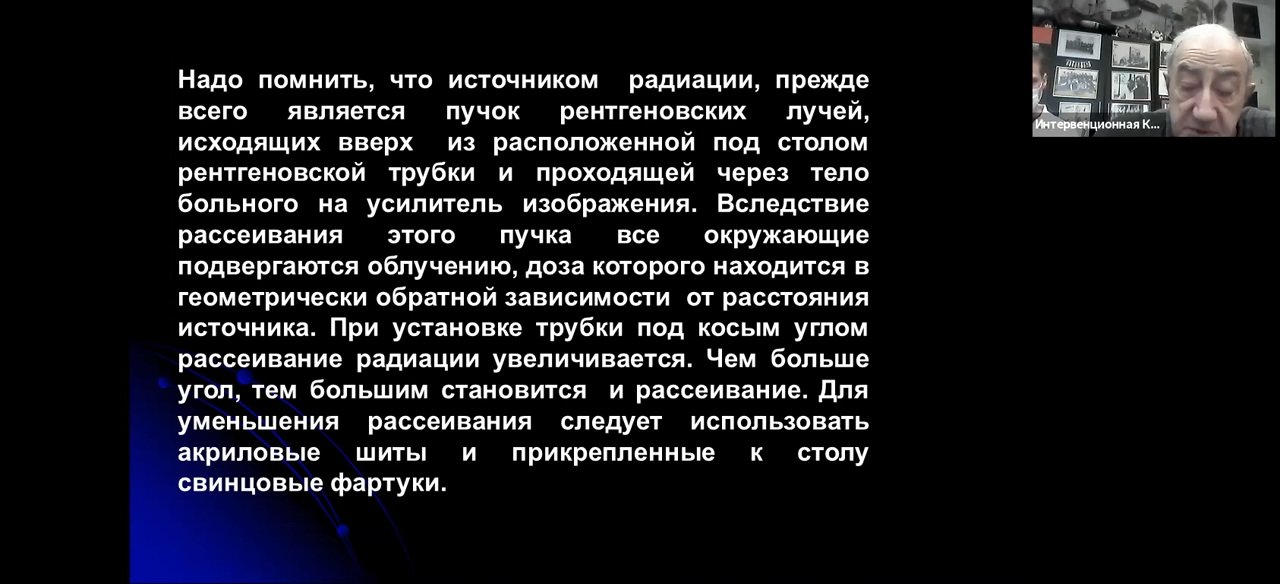 Надо помнить, что источником радиации, прежде
всего является пучок рентгеновских лучей,
исходящих вверх из расположенной под столом
рентгеновской трубки и проходящей через тело
больного на усилитель изображения. Вследствие
рассеивания этого пучка все окружающие
подвергаются облучению, доза которого находится в
геометрически обратной зависимости от расстояния
источника. При установке трубки под косым углом
рассеивание радиации увеличивается. Чем больше
угол, тем большим становится и рассеивание. Для
уменьшения рассеивания следует использовать
акриловые шиты и прикрепленные к столу
свинцовые фартуки.
Интервенционная К...